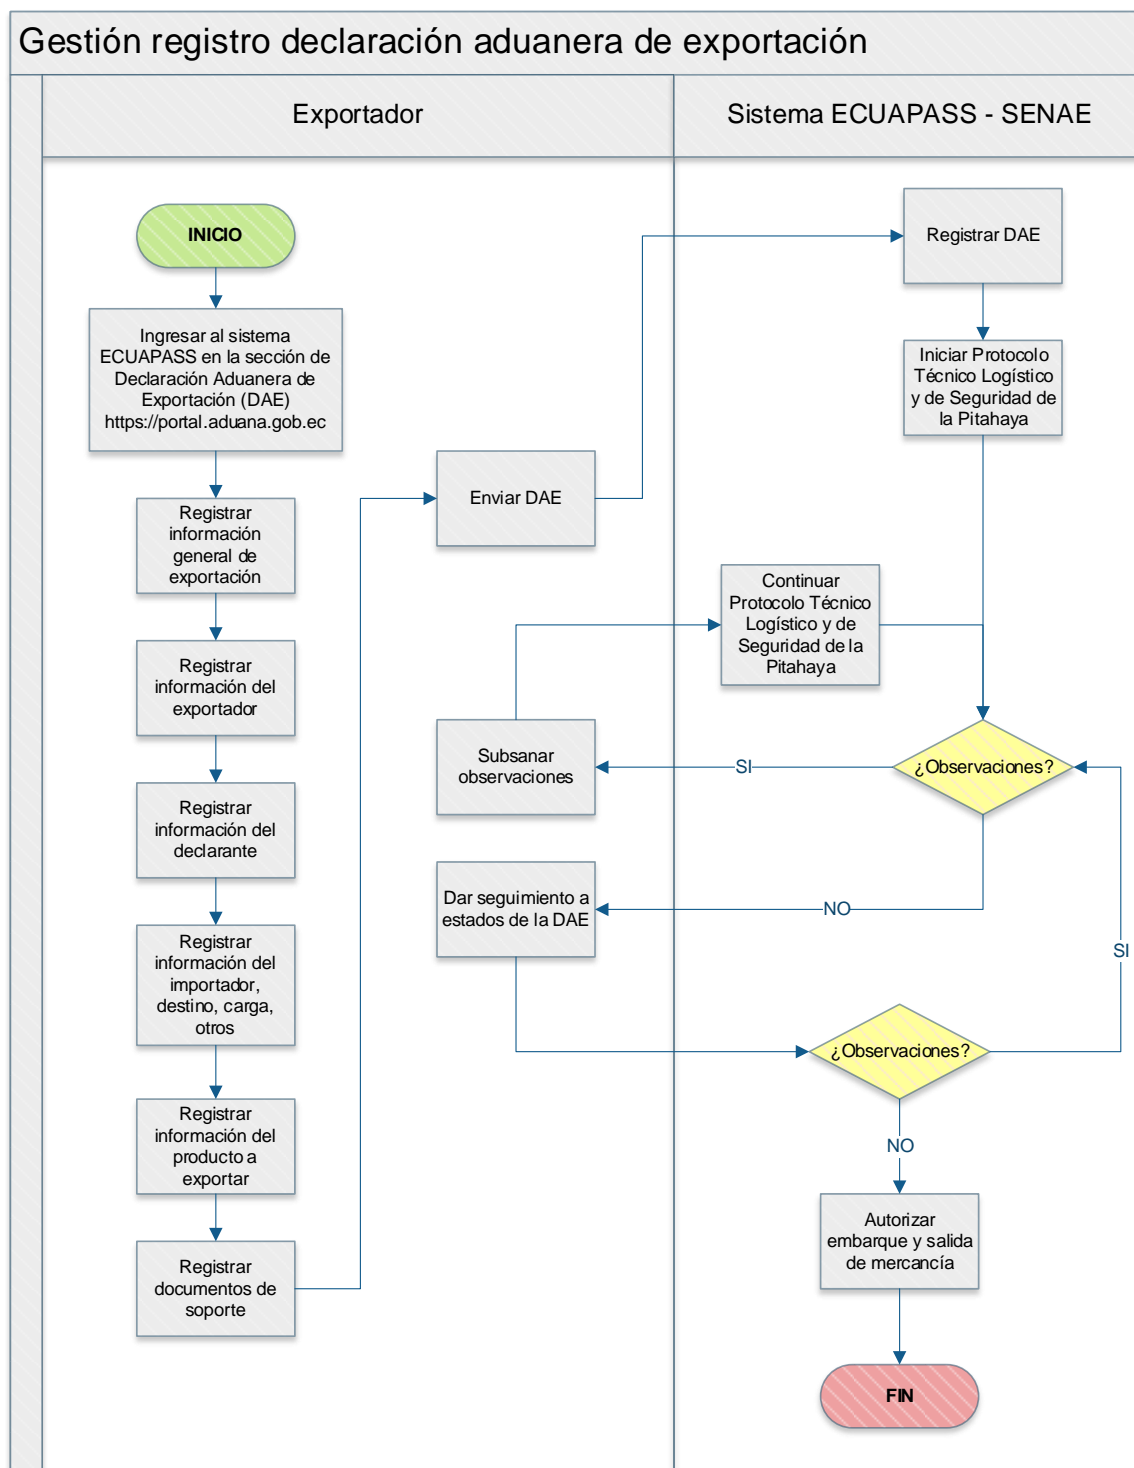 Gestión registro declaración aduanera de exportación
Exportador
Sistema ECUAPASS - SENAE
INICIO
Ingresar al sistema
ECUAPASS en la sección de
Declaración Aduanera de
Exportación (DAE)
https://portal.aduana.gob.ec
Registrar
información
general de
exportación
Registrar
información del
exportador
Registrar
información del
declarante
Registrar
información del
importador,
destino, carga,
otros
Registrar
información del
producto a
exportar
Registrar
documentos de
soporte
Enviar DAE
Registrar DAE
Iniciar Protocolo
Técnico Logístico
y de Seguridad de
la Pitahaya
Continuar
Protocolo Técnico
Logístico y de
Seguridad de la
Pitahaya
¿Observaciones?
SI
Subsanar
observaciones
NO
Dar seguimiento a
estados de la DAE
¿Observaciones?
SI
NO
Autorizar
embarque y salida
de mercancía
FIN